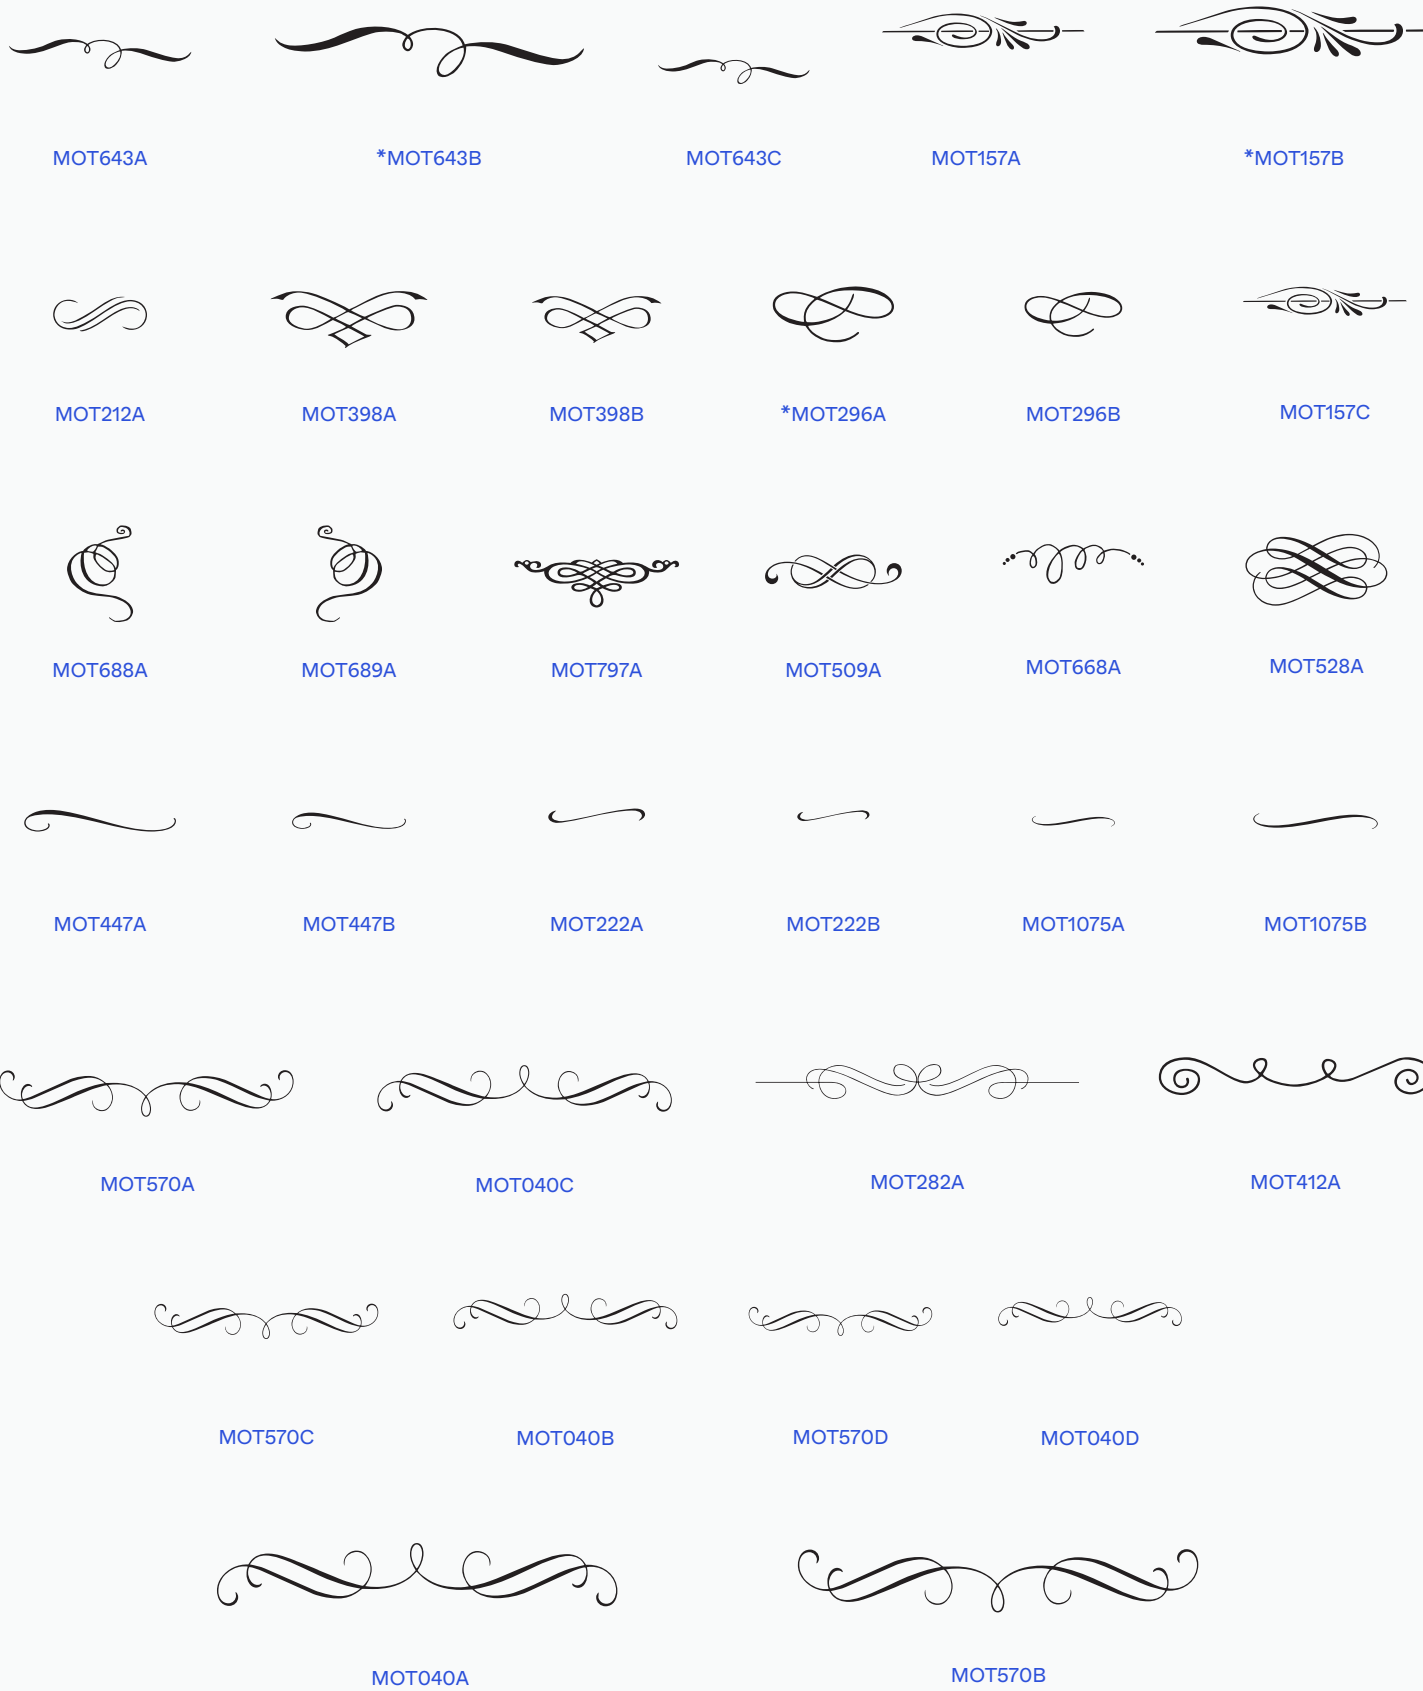 MOT643A *MOT643B MOT643C MOT157A *MOT157B
MOT212A MOT398A MOT398B *MOT296A MOT296B MOT157C
MOT688A MOT689A MOT797A MOT509A MOT668A MOT528A
MOT447A MOT447B MOT222A MOT222B MOT1075A MOT1075B
MOT570A MOT040C MOT282A MOT412A
MOT570C MOT040B MOT570D MOT040D
MOT040A MOT570B